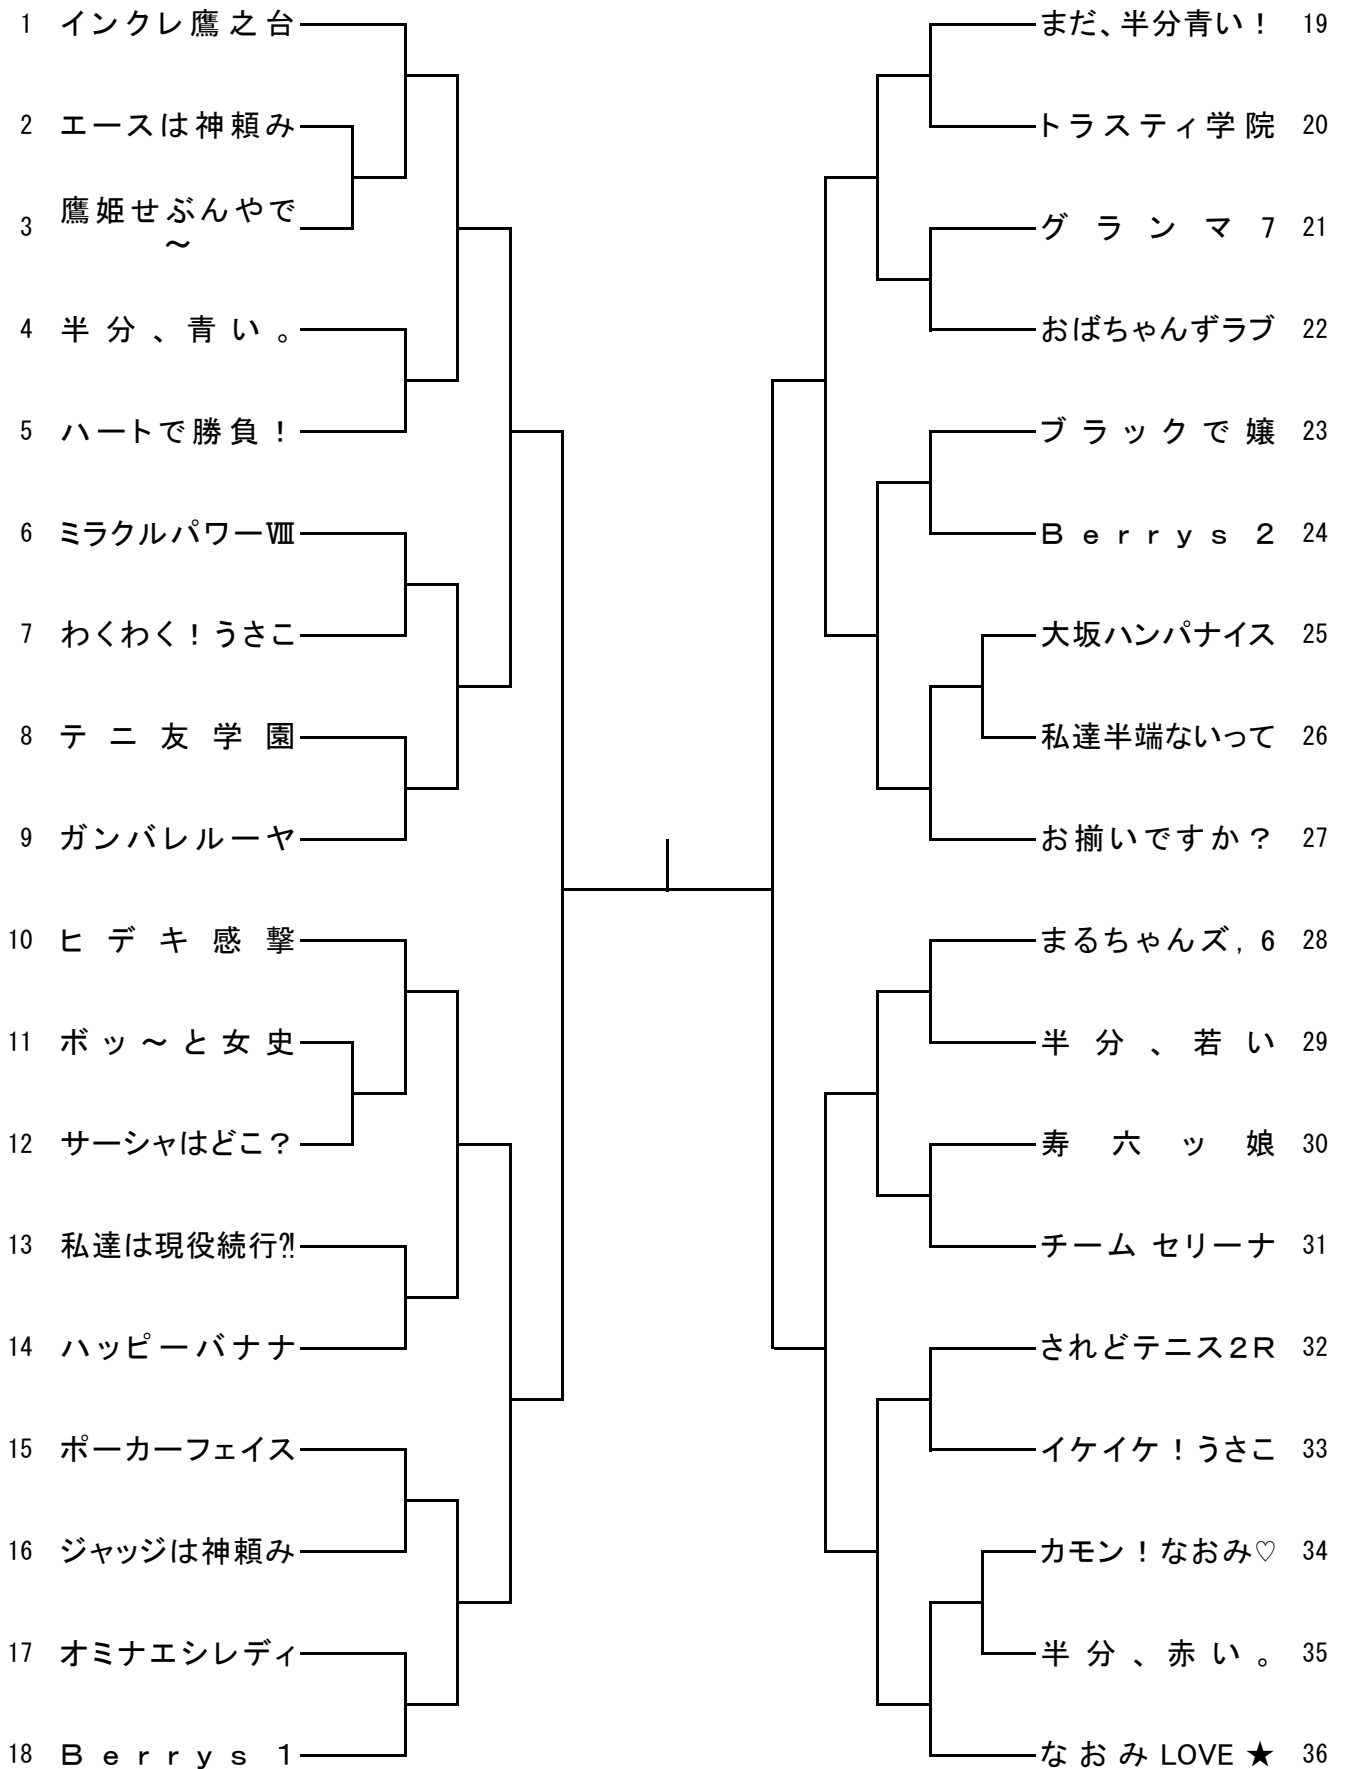 1 インクレ鷹之台
2 エースは神頼み
3 鷹姫せぶんやで
～
4 半分、青い。
5 ハートで勝負！
6 ミラクルパワーⅧ
7 わくわく！うさこ
8 テニ友学園
9 ガンバレルーヤ
10 ヒデキ感撃
11 ボッ～と女史
12 サーシャはどこ？
13 私達は現役続行⁈
14 ハッピーバナナ
15 ポーカーフェイス
16 ジャッジは神頼み
17 オミナエシレディ
18 Ｂｅｒｒｙｓ１
まだ、半分青い！ 19
トラスティ学院 20
グランマ7 21
おばちゃんずラブ 22
ブラックで嬢 23
Ｂｅｒｒｙｓ２ 24
大坂ハンパナイス 25
私達半端ないって 26
お揃いですか？ 27
まるちゃんズ，6 28
半分、若い 29
寿六ッ娘 30
チーム セリーナ 31
されどテニス２Ｒ 32
イケイケ！うさこ 33
カモン！なおみ♡ 34
半分、赤い。 35
なおみLOVE★ 36